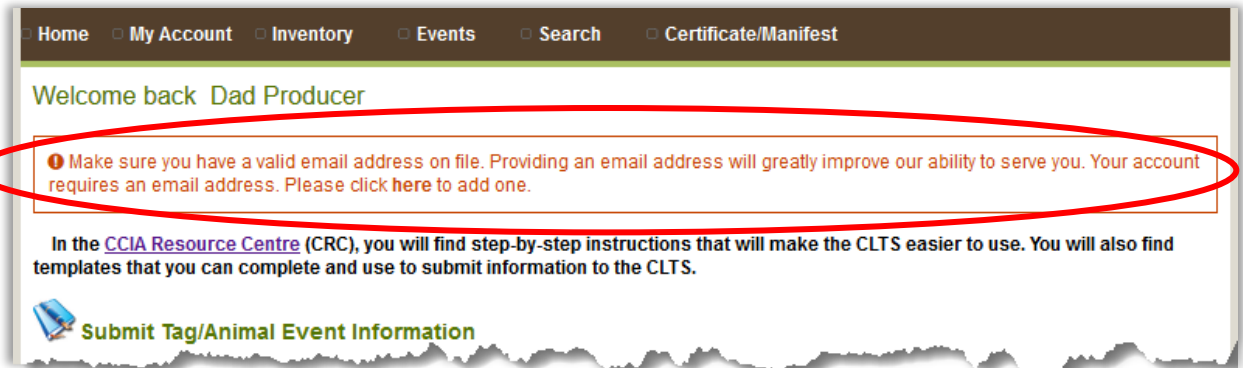 Home My Account Inventory Events Search Certificate/Manifest
Welcome back Dad Producer
Make sure you have a valid email address on file. Providing an email address will greatly improve our ability to serve you. Your account
requires an email address. Please click here to add one.
In the CCIA Resource Centre (CRC), you will find step-by-step instructions that will make the CLTS easier to use. You will also find
templates that you can complete and use to submit information to the CLTS.
Submit Tag/Animal Event Information